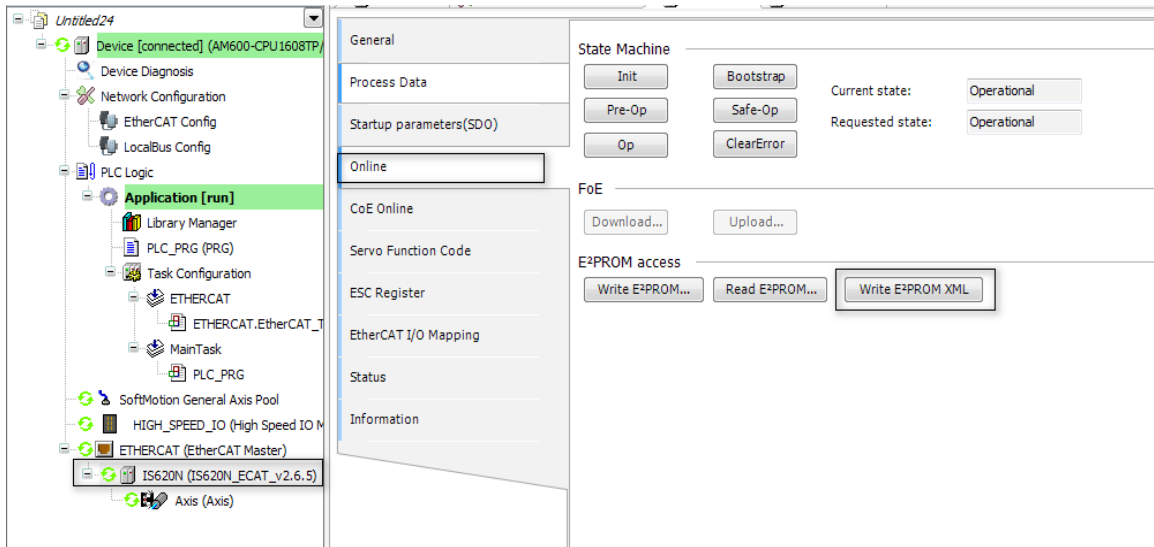 Untitled24
Device [connected] (AM600-CPU1608TP/
Device Diagnosis
Network Configuration
EtherCAT Config
LocalBus Config
PLC Logic
Application [run]
Library Manager
PLC_PRG (PRG)
Task Configuration
ETHERCAT
ETHERCAT.EtherCAT_T
MainTask
PLC_PRG
SoftMotion General Axis Pool
HIGH_SPEED_IO (High Speed IO M
ETHERCAT (EtherCAT Master)
IS620N (IS620N_ECAT_v2.6.5)
Axis (Axis)
General
Process Data
Startup parameters(SDO)
Online
CoE Online
Servo Function Code
ESC Register
EtherCAT I/O Mapping
Status
Information
State Machine
Init Bootstrap
Current state: Operational
Pre-Op Safe-Op
Requested state: Operational
Op ClearError
FoE
Download... Upload...
E²PROM access
Write E²PROM... Read E²PROM... Write E²PROM XML